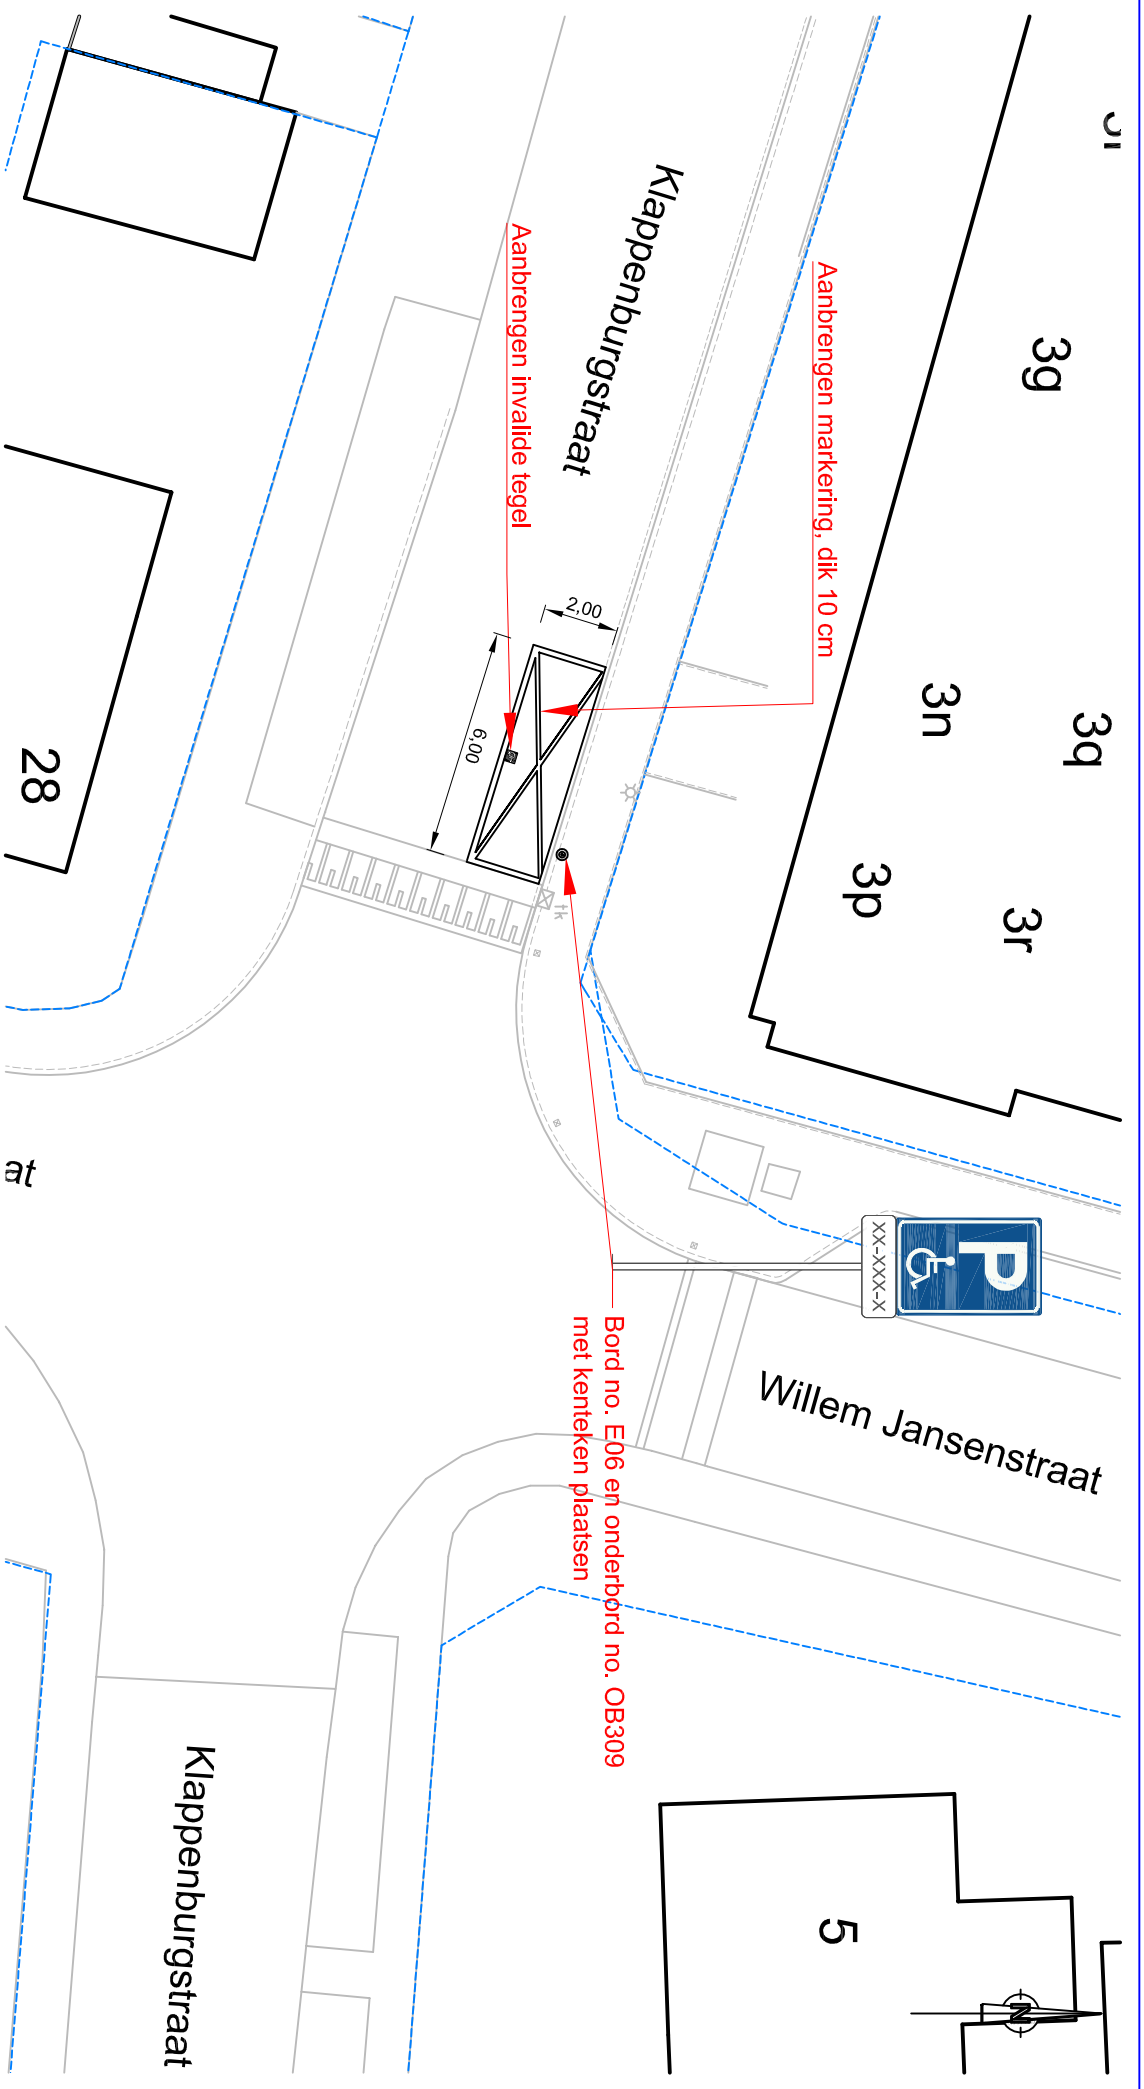 3g
3q
3n
3r
3p
Klappenburgstraat
Aanbrengen markering, dik 10 cm
Aanbrengen invalide tegel
2,00
6,00
tk
28
P
XX-XXX-X
Willem Jansenstraat
Bord no. E06 en onderbord no. OB309
met kenteken plaatsen
at
5
N
Klappenburgstraat